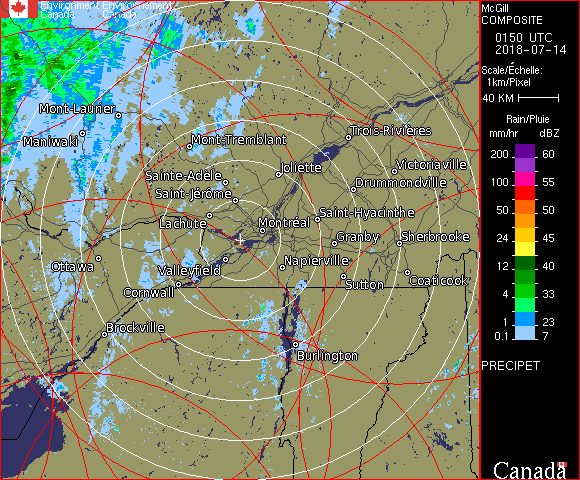 Environment Environnement
Canada Canada
Mont-Laurier
Maniwaki
Mont-Tremblant
Trois-Rivières
Joliette
Victoriaville
Sainte-Adèle
Drummondville
Saint-Jérôme
Saint-Hyacinthe
Lachute
Montréal
Granby
Sherbrooke
Ottawa
Valleyfield
Napierville
Cornwall
Sutton
Coaticook
Brockville
Burlington
McGill
COMPOSITE
0150 UTC
2018-07-14
Scale/Échelle:
1km/Pixel
40 KM
Rain/Pluie
mm/hr dBZ
200 60
150 57
100 55
50 50
24 45
12 40
4 33
1 23
0.1 7
PRECIPET
Canada